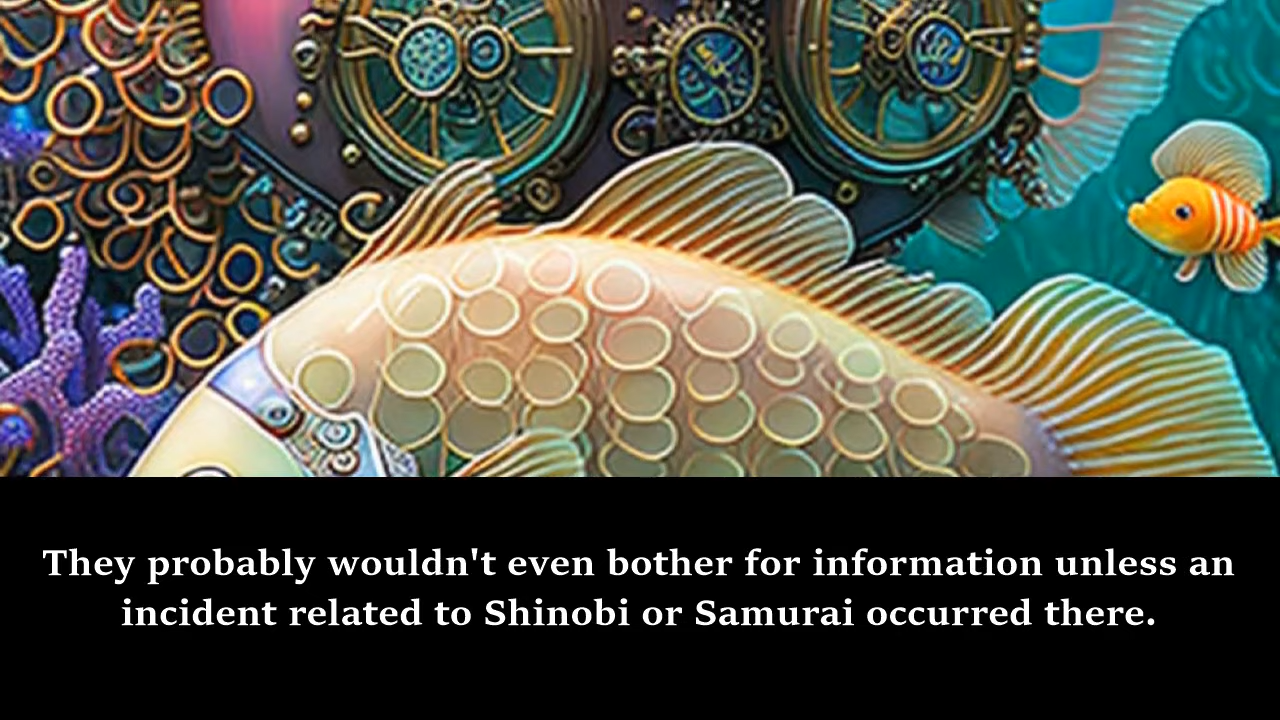 They probably wouldn't even bother for information unless an
incident related to Shinobi or Samurai occurred there.